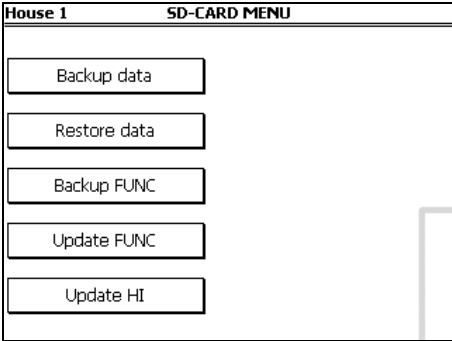 House 1 SD-CARD MENU
Backup data
Restore data
Backup FUNC
Update FUNC
Update HI